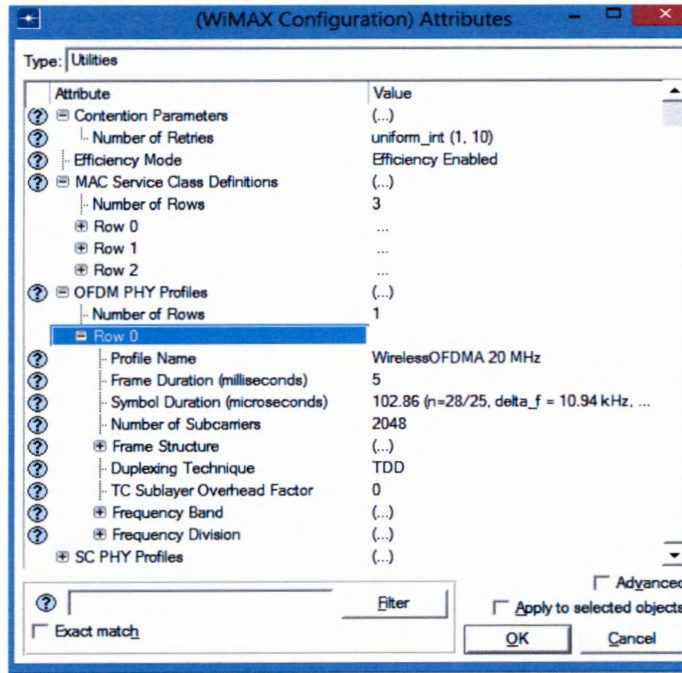 (WiMAX Configuration) Attributes
Type: Utilities
Attribute Value
Contention Parameters (...)
Number of Retries uniform_int (1, 10)
Efficiency Mode Efficiency Enabled
MAC Service Class Definitions (...)
Number of Rows 3
Row 0 ...
Row 1 ...
Row 2 ...
OFDM PHY Profiles (...)
Number of Rows 1
Row 0
Profile Name WirelessOFDMA 20 MHz
Frame Duration (milliseconds) 5
Symbol Duration (microseconds) 102.86 (n=28/25, delta_f = 10.94 kHz, ...
Number of Subcarriers 2048
Frame Structure (...)
Duplexing Technique TDD
TC Sublayer Overhead Factor 0
Frequency Band (...)
Frequency Division (...)
SC PHY Profiles (...)
Advanced
Filter
Apply to selected objects
Exact match
OK Cancel